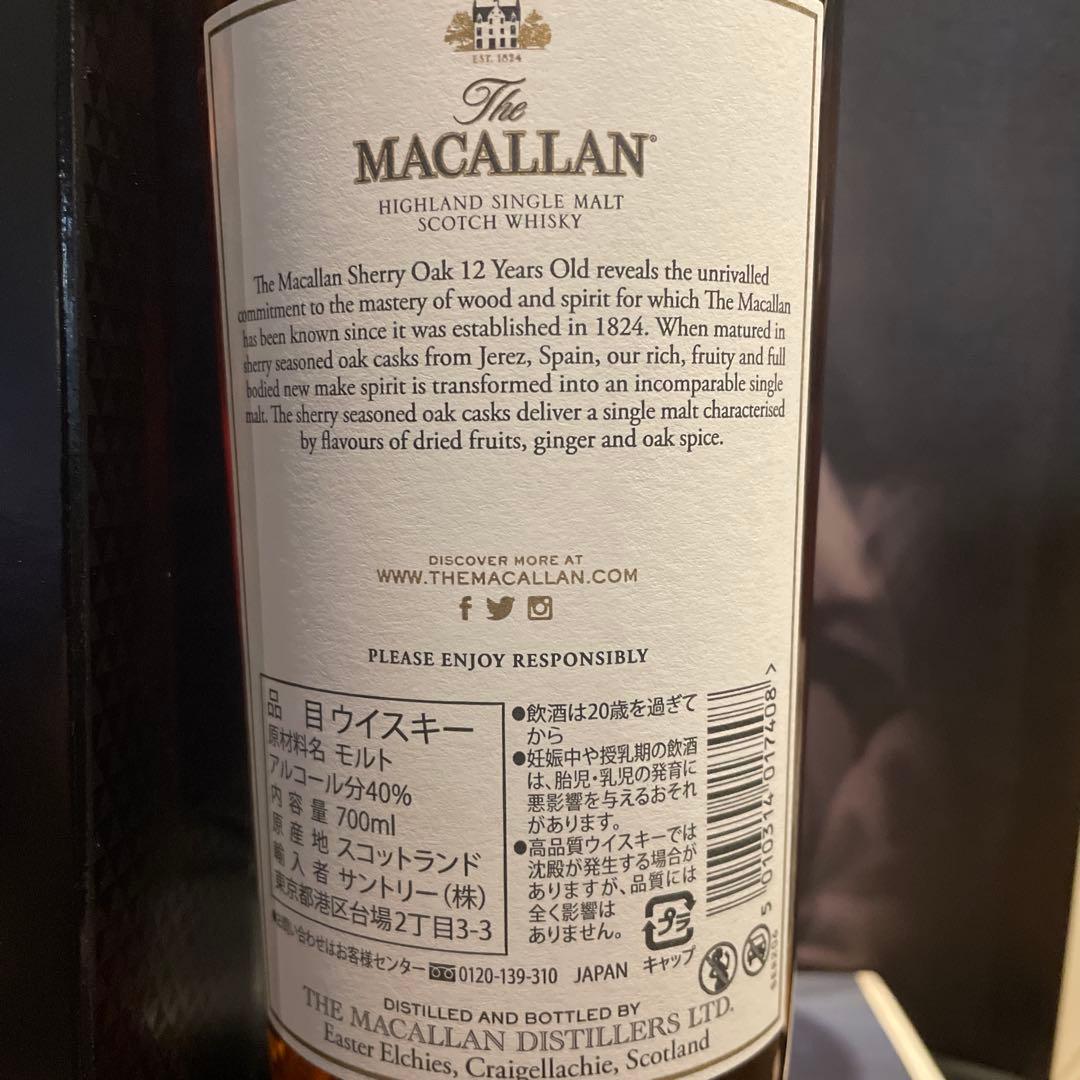 EST. 1824
The
MACALLAN®
HIGHLAND SINGLE MALT
SCOTCH WHISKY
The Macallan Sherry Oak 12 Years Old reveals the unrivalled
commitment to the mastery of wood and spirit for which The Macallan
has been known since it was established in 1824. When matured in
sherry seasoned oak casks from Jerez, Spain, our rich, fruity and full
bodied new make spirit is transformed into an incomparable single
malt. The sherry seasoned oak casks deliver a single malt characterised
by flavours of dried fruits, ginger and oak spice.
DISCOVER MORE AT
WWW.THEMACALLAN.COM
PLEASE ENJOY RESPONSIBLY
品 目 ウイスキー
原材料名 モルト
アルコール分40%
内容量 700ml
原産地 スコットランド
輸入者 サントリー(株)
東京都港区台場2丁目3-3
●飲酒は20歳を過ぎて
から
●妊娠中や授乳期の飲酒
は、胎児・乳児の発育に
悪影響を与えるおそれ
があります。
●高品質ウイスキーでは
沈殿が発生する場合が
ありますが、品質には
全く影響は
ありません。
プラ
キャップ
5 010314 017408 >
●お問い合わせはお客様センター 0120-139-310 JAPAN
DISTILLED AND BOTTLED BY
THE MACALLAN DISTILLERS LTD.
Easter Elchies, Craigellachie, Scotland